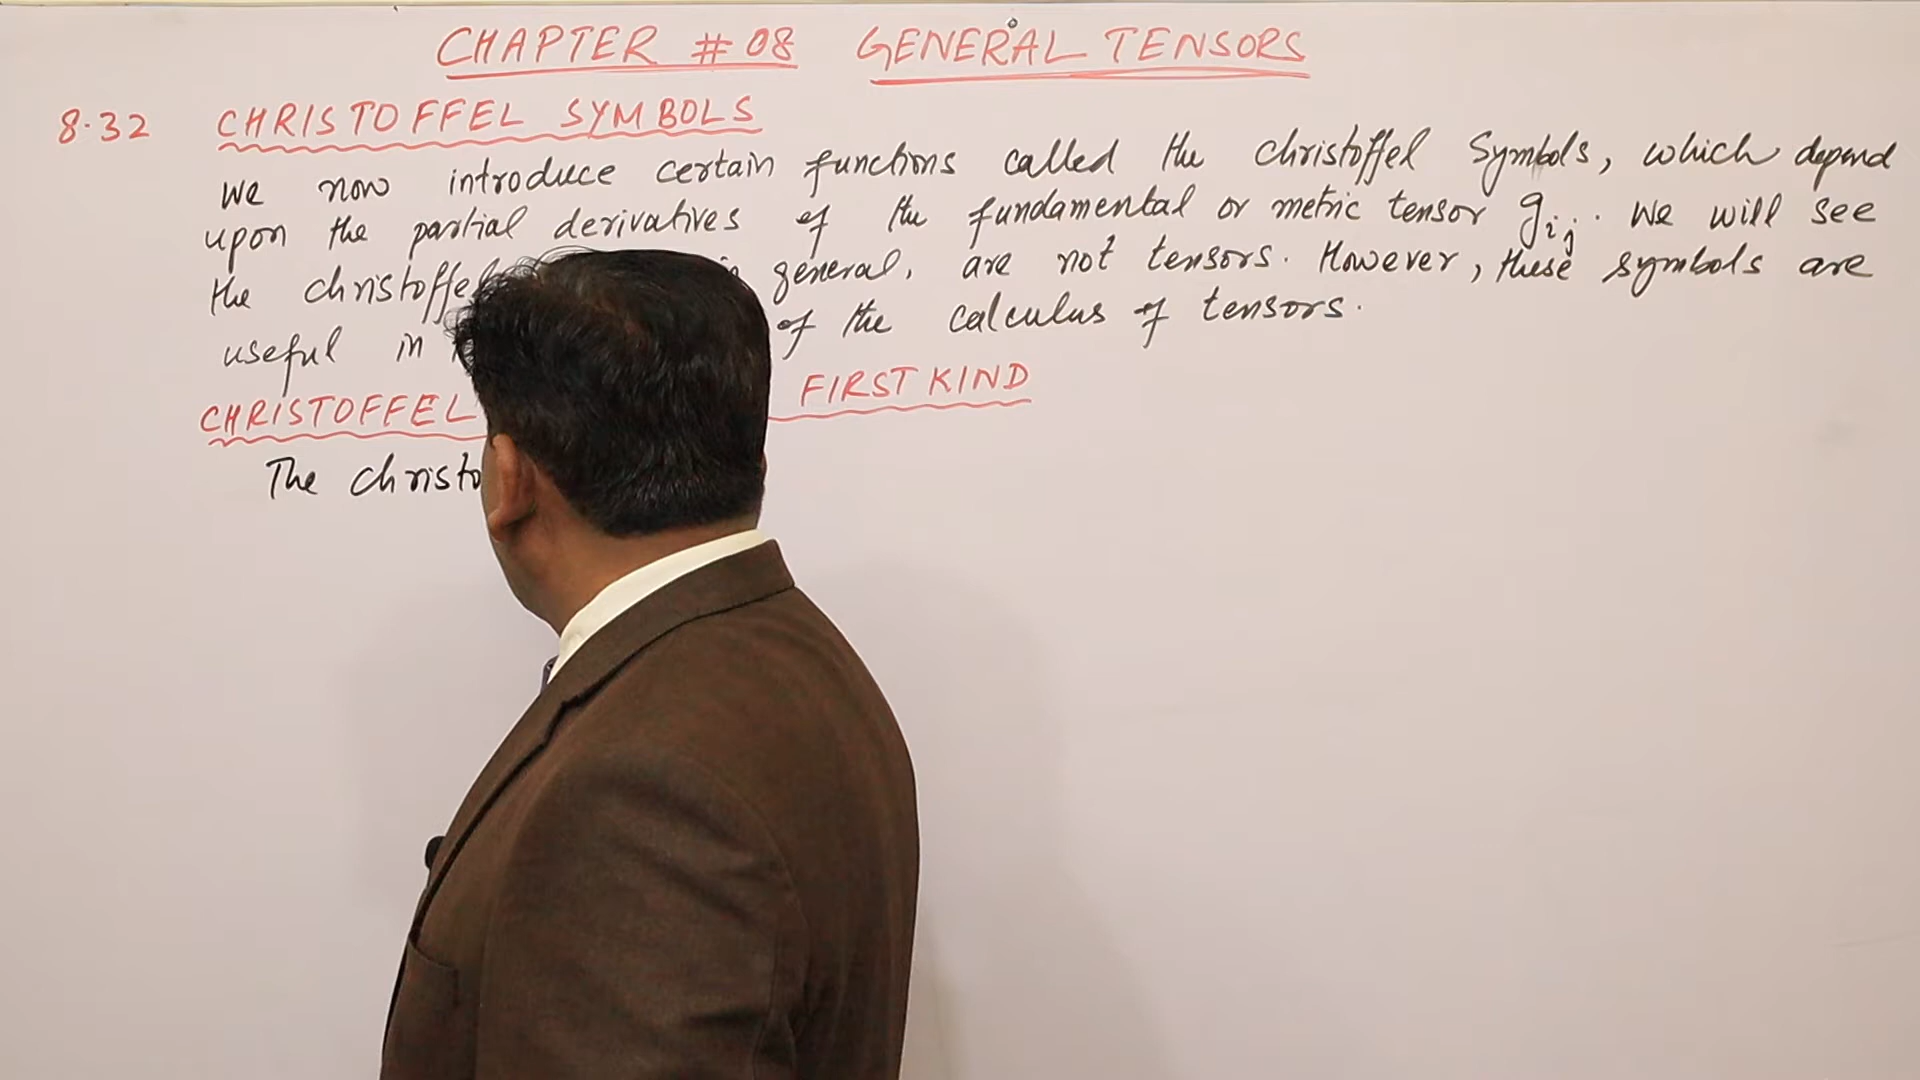 CHAPTER # 08 GENERAL TENSORS
8.32 CHRISTOFFEL SYMBOLS
We now introduce certain functions called the christoffel Symbols, which depend
upon the partial derivatives of the fundamental or metric tensor gij. We will see
the christoffel general, are not tensors. However, these symbols are
useful in of the calculus of tensors.
CHRISTOFFEL FIRST KIND
The christo